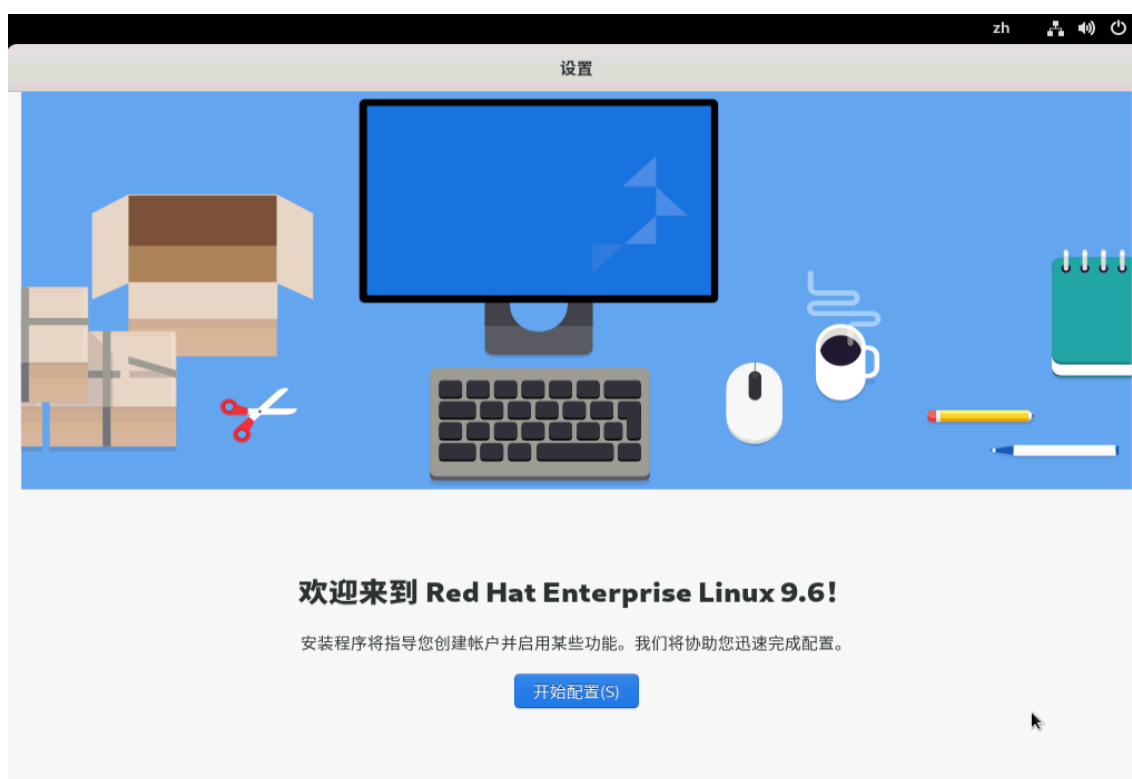 zh
设置
欢迎来到 Red Hat Enterprise Linux 9.6！
安装程序将指导您创建帐户并启用某些功能。我们将协助您迅速完成配置。
开始配置(S)